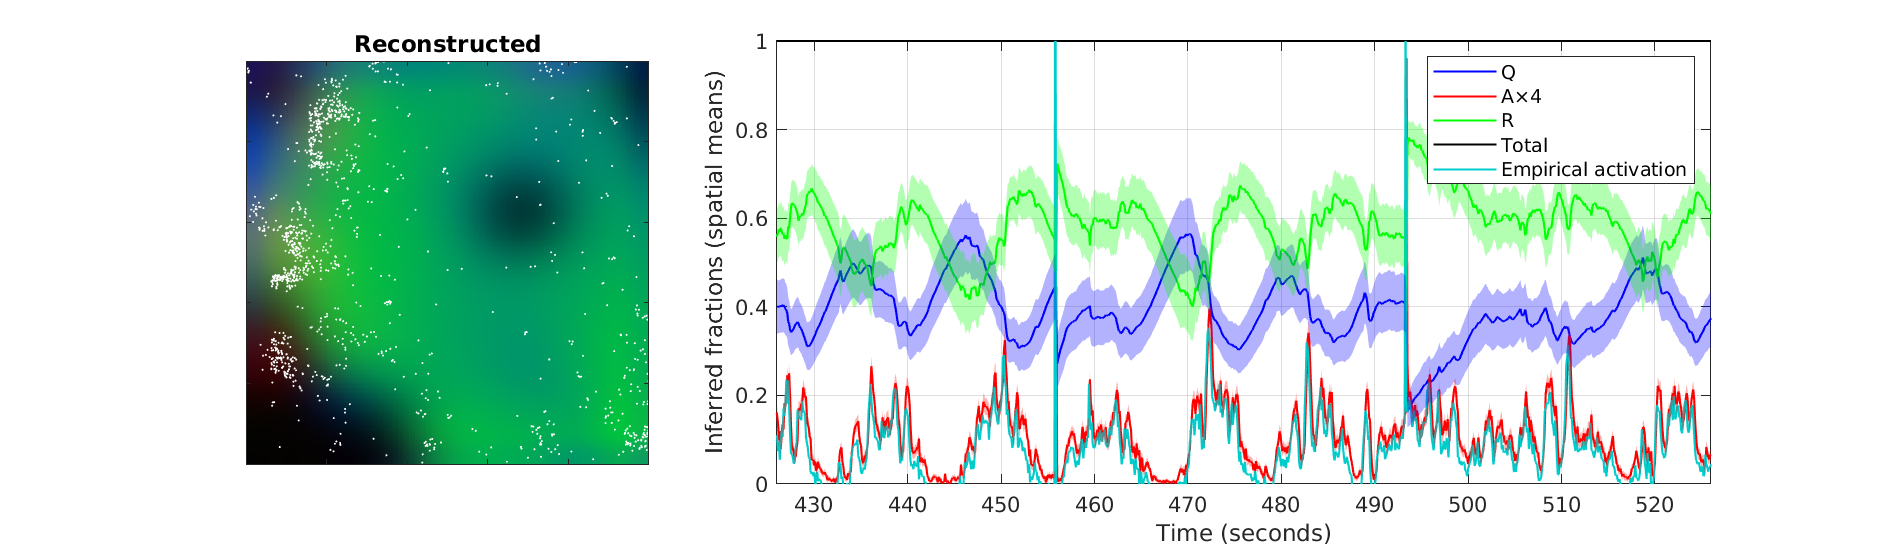 Reconstructed
Inferred fractions (spatial means)
1
0.8
0.6
0.4
0.2
0
Q
A×4
R
Total
Empirical activation
430 440 450 460 470 480 490 500 510 520
Time (seconds)